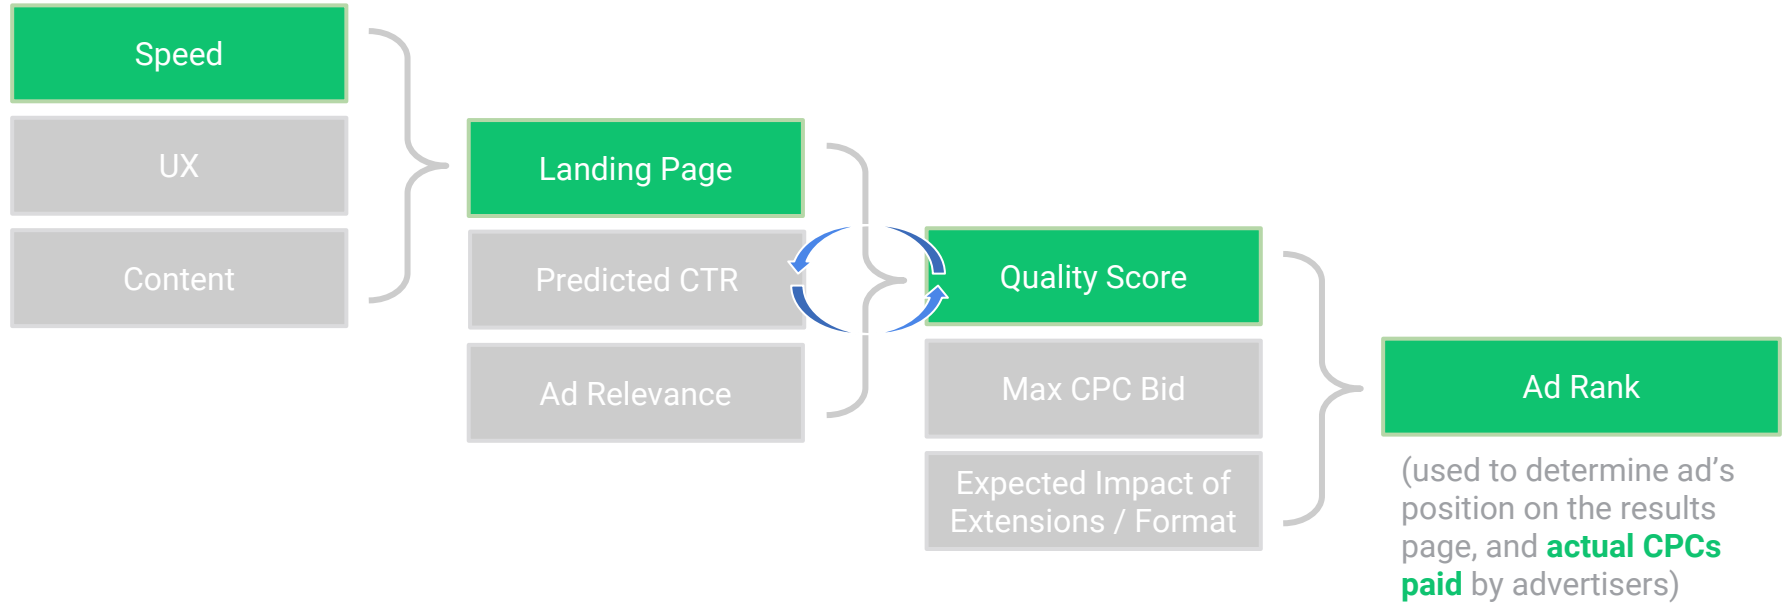 Speed
UX
Content
Landing Page
Predicted CTR
Ad Relevance
Quality Score
Max CPC Bid
Expected Impact of
Extensions / Format
Ad Rank
(used to determine ad’s
position on the results
page, and actual CPCs
paid by advertisers)